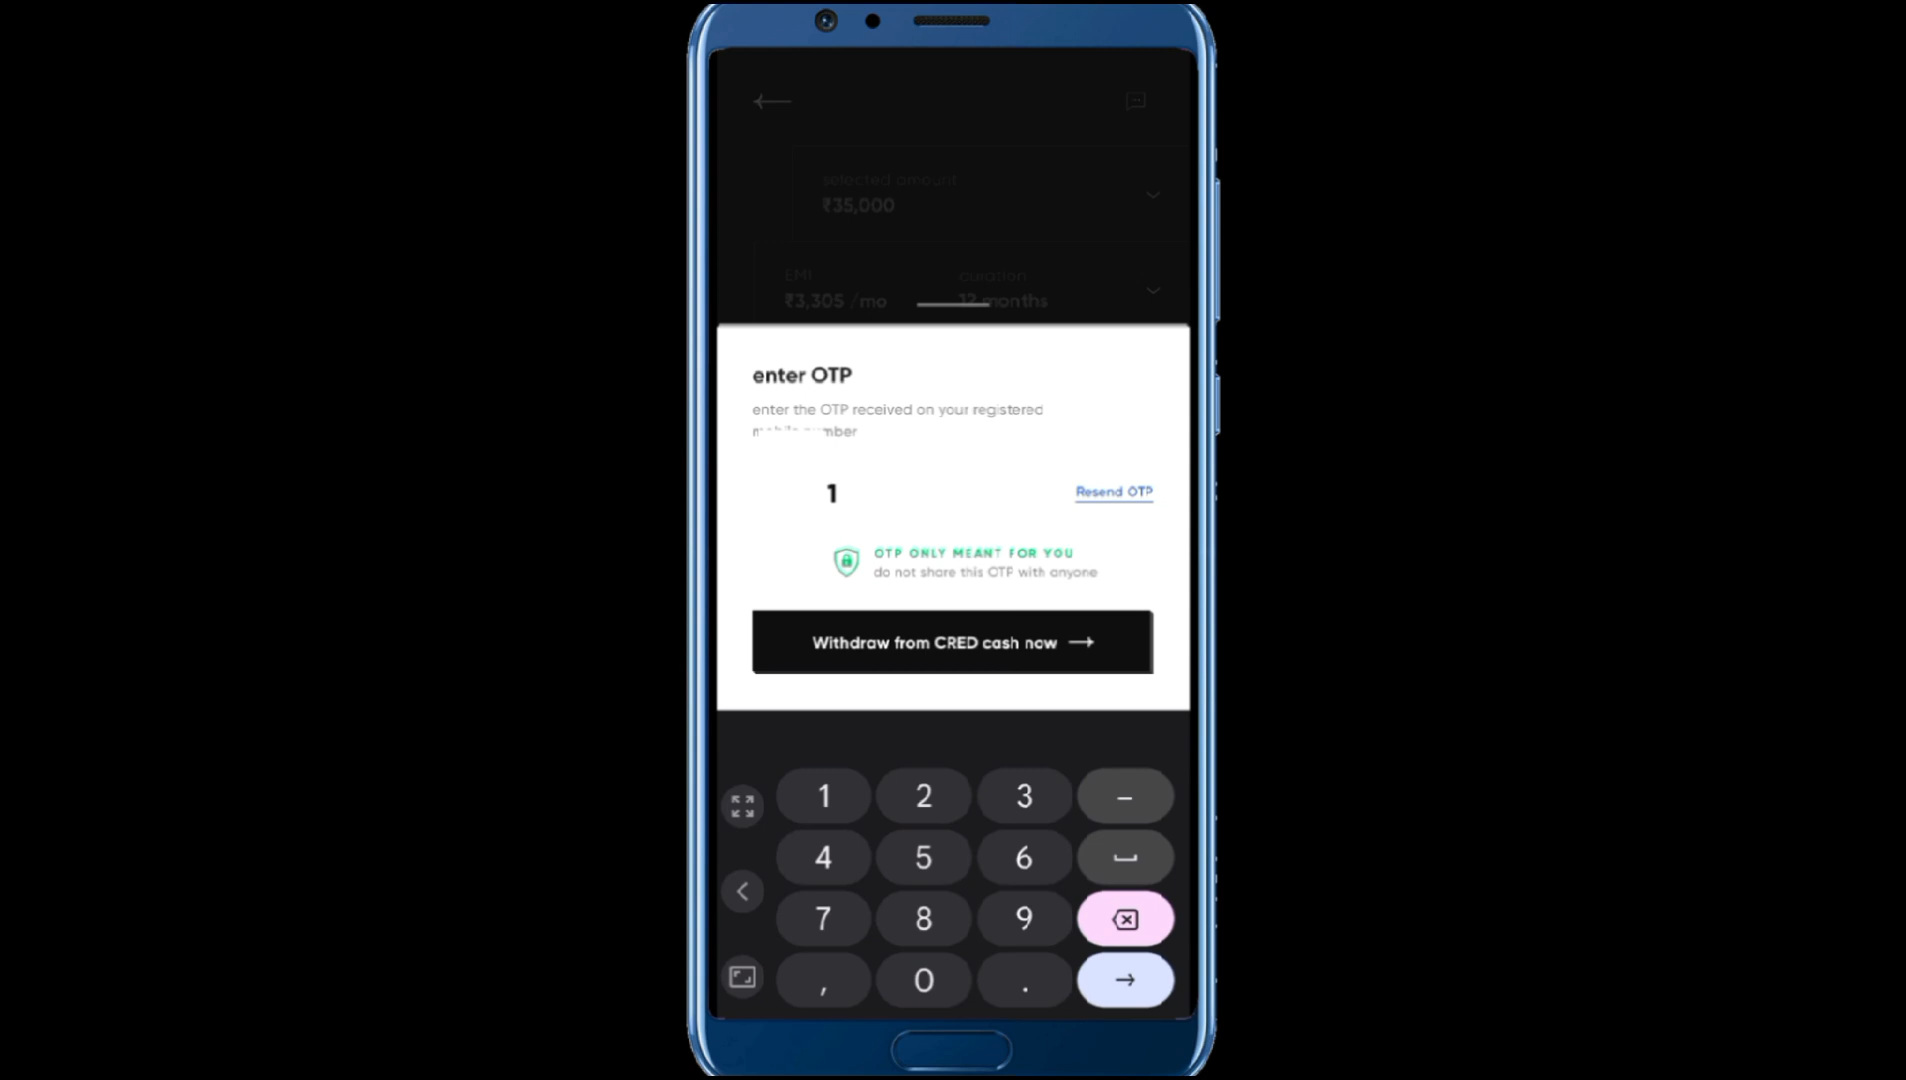 selected amount
₹35,000
EMI duration
₹3,305 /mo 12 months
enter OTP
enter the OTP received on your registered
mobile number
1 Resend OTP
OTP ONLY MEANT FOR YOU
do not share this OTP with anyone
Withdraw from CRED cash now →
1 2 3 –
4 5 6
7 8 9
, 0 . →